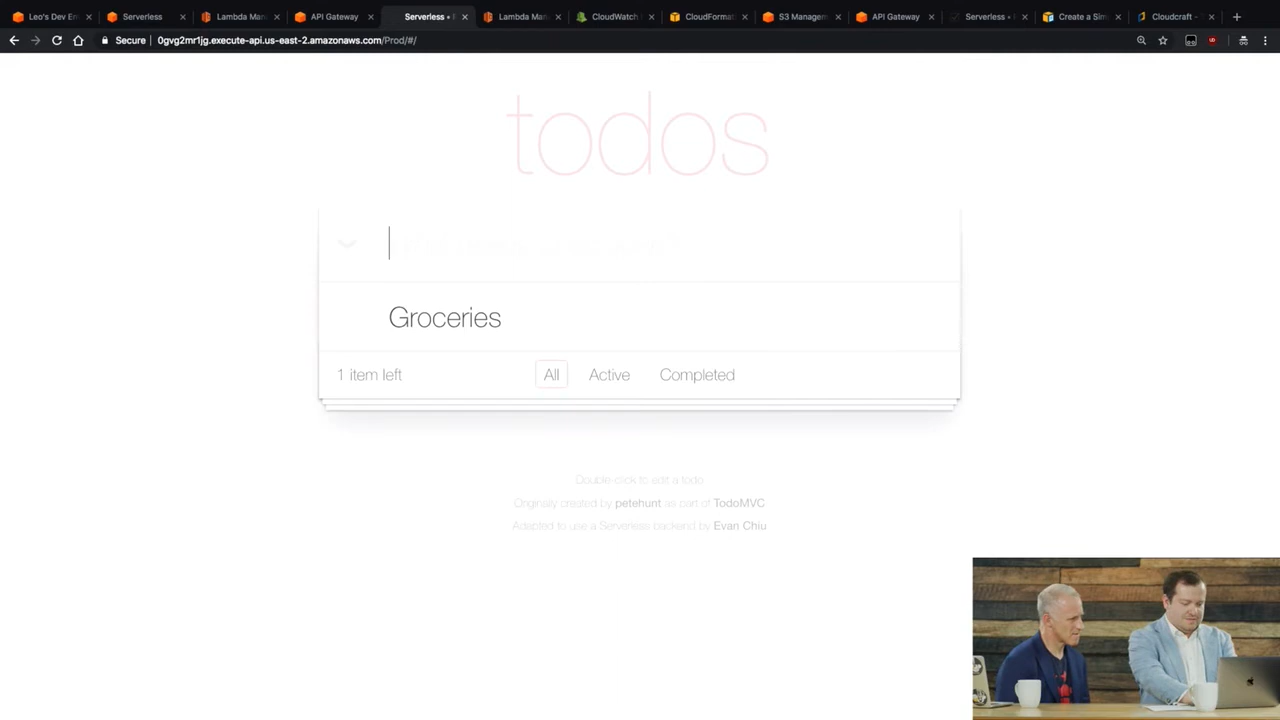 Leo's Dev En
Serverless
Lambda Man
API Gateway
Serverless • 
Lambda Man
CloudWatch
CloudFormat
S3 Managem
API Gateway
Serverless • 
Create a Sim
Cloudcraft -
Secure
0gvg2mr1jg.execute-api.us-east-2.amazonaws.com/Prod/#/
todos
Groceries
1 item left All Active Completed
Double-click to edit a todo
Originally created by petehunt as part of TodoMVC
Adapted to use a Serverless backend by Evan Chiu